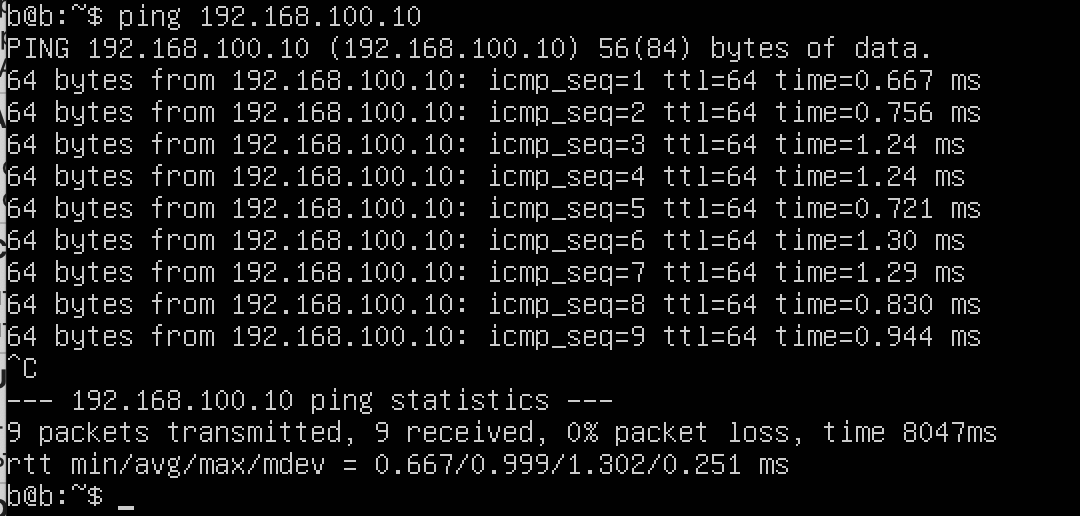 b@b:~$ ping 192.168.100.10
PING 192.168.100.10 (192.168.100.10) 56(84) bytes of data.
64 bytes from 192.168.100.10: icmp_seq=1 ttl=64 time=0.667 ms
64 bytes from 192.168.100.10: icmp_seq=2 ttl=64 time=0.756 ms
64 bytes from 192.168.100.10: icmp_seq=3 ttl=64 time=1.24 ms
64 bytes from 192.168.100.10: icmp_seq=4 ttl=64 time=1.24 ms
64 bytes from 192.168.100.10: icmp_seq=5 ttl=64 time=0.721 ms
64 bytes from 192.168.100.10: icmp_seq=6 ttl=64 time=1.30 ms
64 bytes from 192.168.100.10: icmp_seq=7 ttl=64 time=1.29 ms
64 bytes from 192.168.100.10: icmp_seq=8 ttl=64 time=0.830 ms
64 bytes from 192.168.100.10: icmp_seq=9 ttl=64 time=0.944 ms
^C
--- 192.168.100.10 ping statistics ---
9 packets transmitted, 9 received, 0% packet loss, time 8047ms
rtt min/avg/max/mdev = 0.667/0.999/1.302/0.251 ms
b@b:~$ _